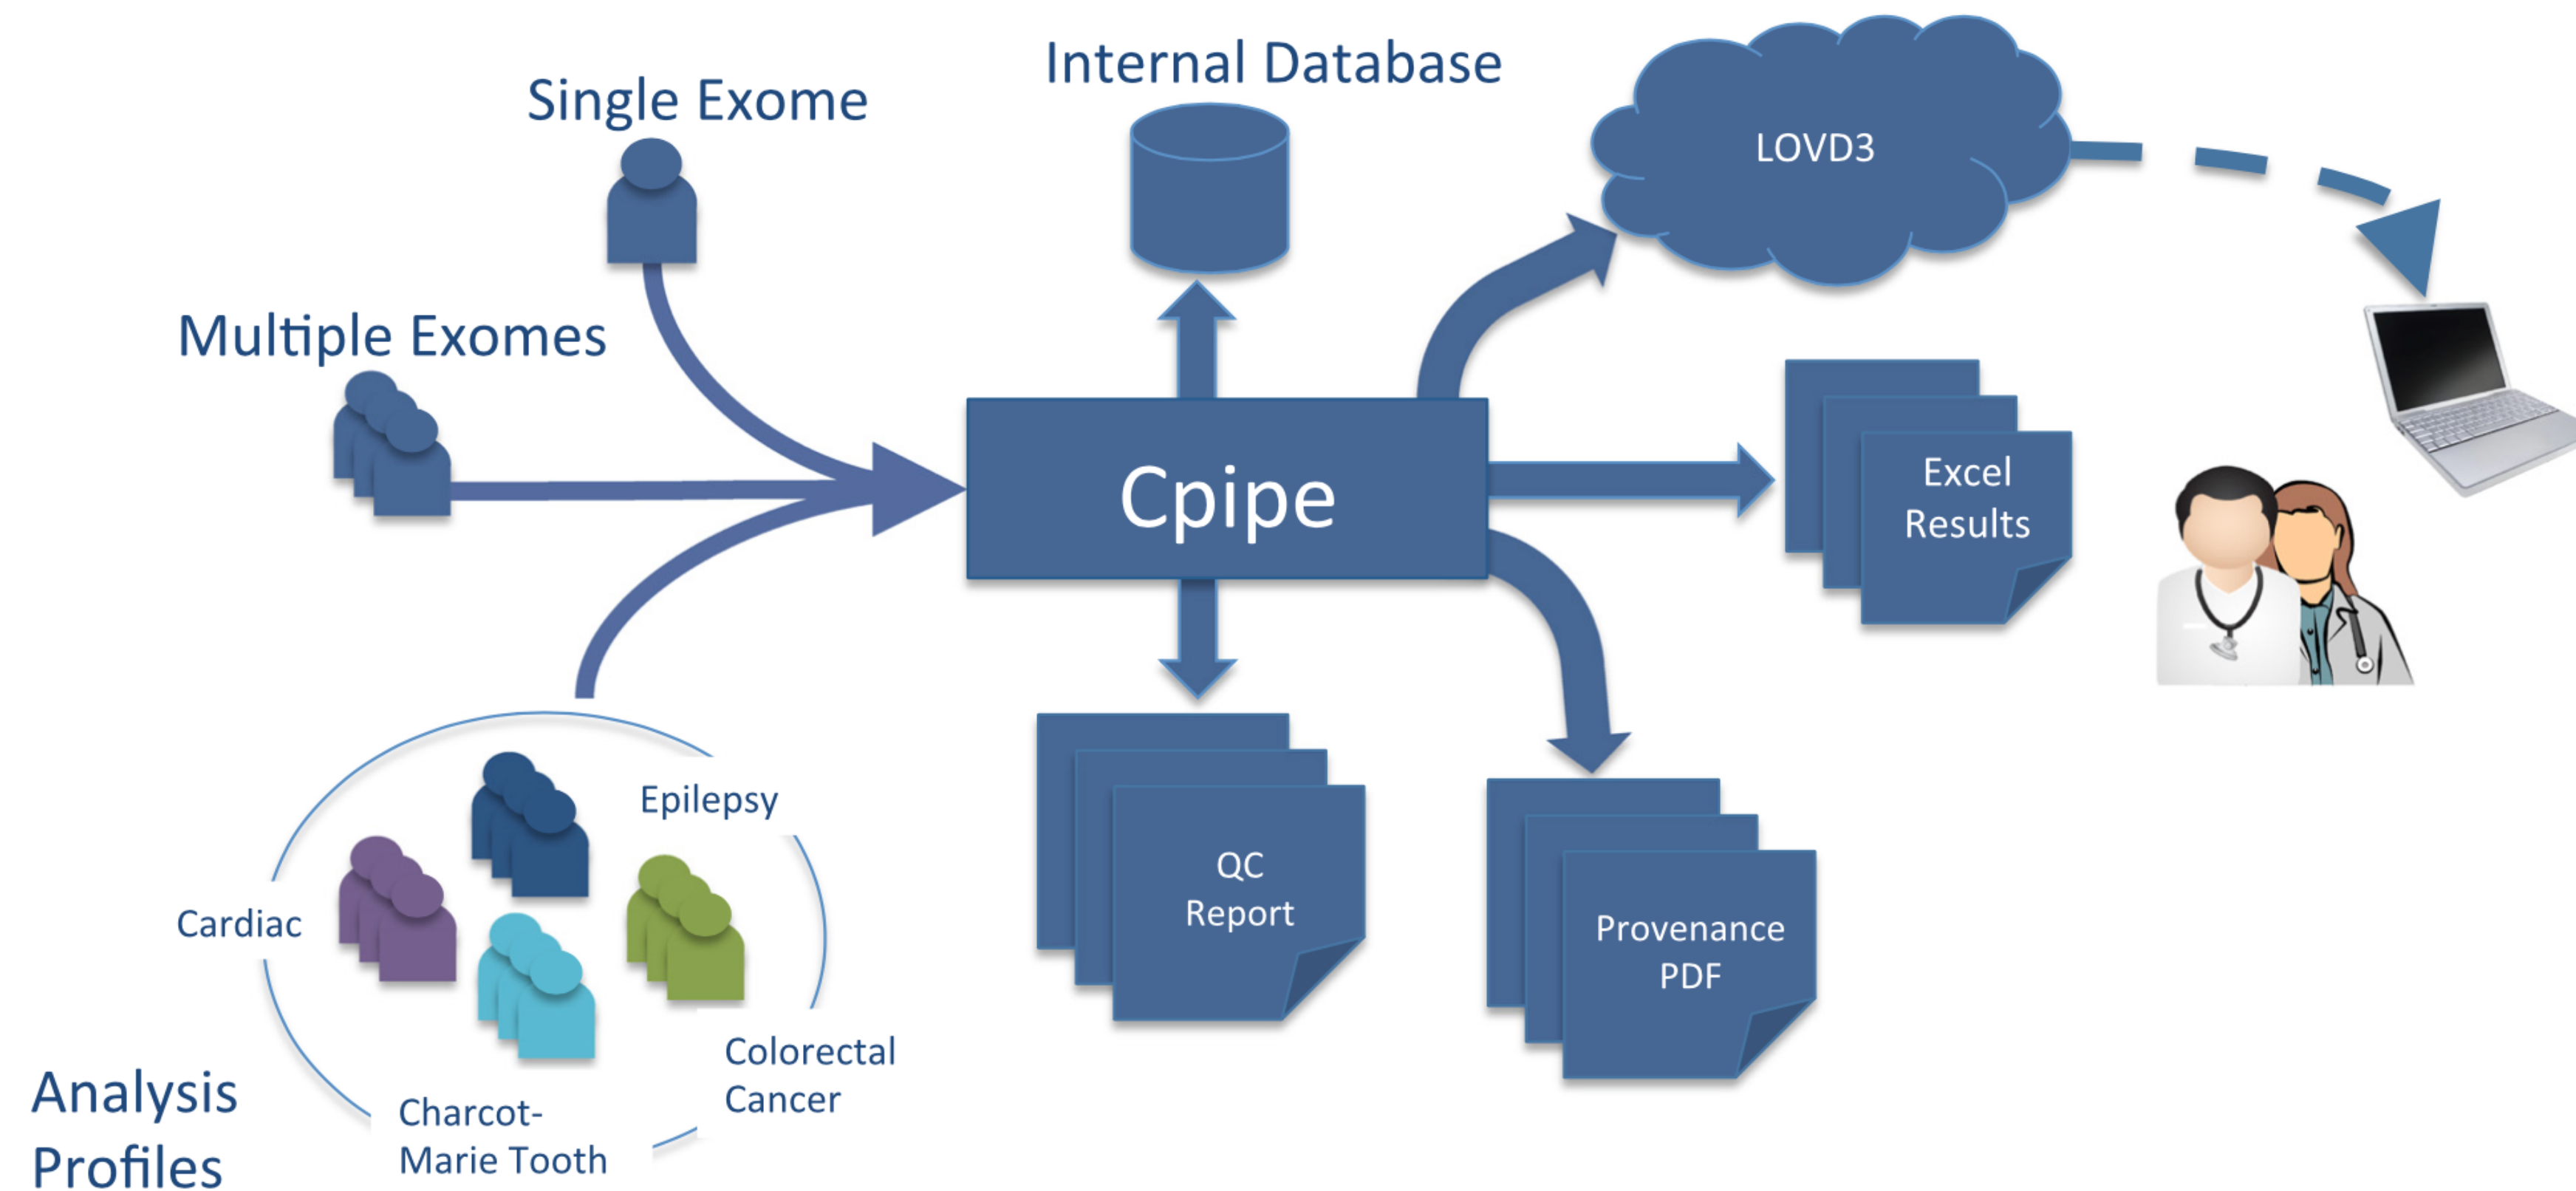 Internal Database
Single Exome
LOVD3
Multiple Exomes
Cpipe
Excel
Results
Epilepsy
QC
Report
Cardiac
Provenance
PDF
Colorectal
Cancer
Analysis
Profiles
Charcot-
Marie Tooth